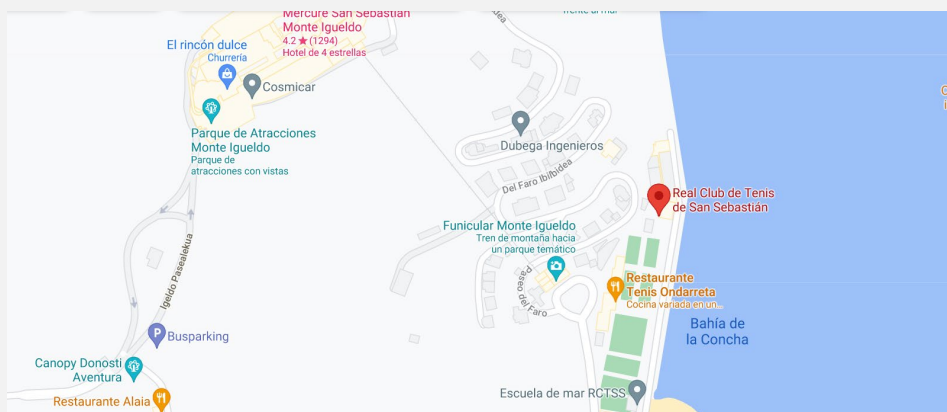 frente al mar
Mercure San Sebastián
Monte Igueldo
4.2 ★ (1294)
Hotel de 4 estrellas
El rincón dulce
Churrería
Cosmicar
Parque de Atracciones
Monte Igueldo
Parque de
atracciones con vistas
Dubega Ingenieros
Del Faro Ibilbidea
Real Club de Tenis
de San Sebastián
Funicular Monte Igueldo
Tren de montaña hacia
un parque temático
Paseo del Faro
Igeldo Pasealekua
Restaurante
Tenis Ondarreta
Cocina variada en un...
Bahía de
la Concha
P
Busparking
Canopy Donosti
Aventura
Escuela de mar RCTSS
Restaurante Alaia